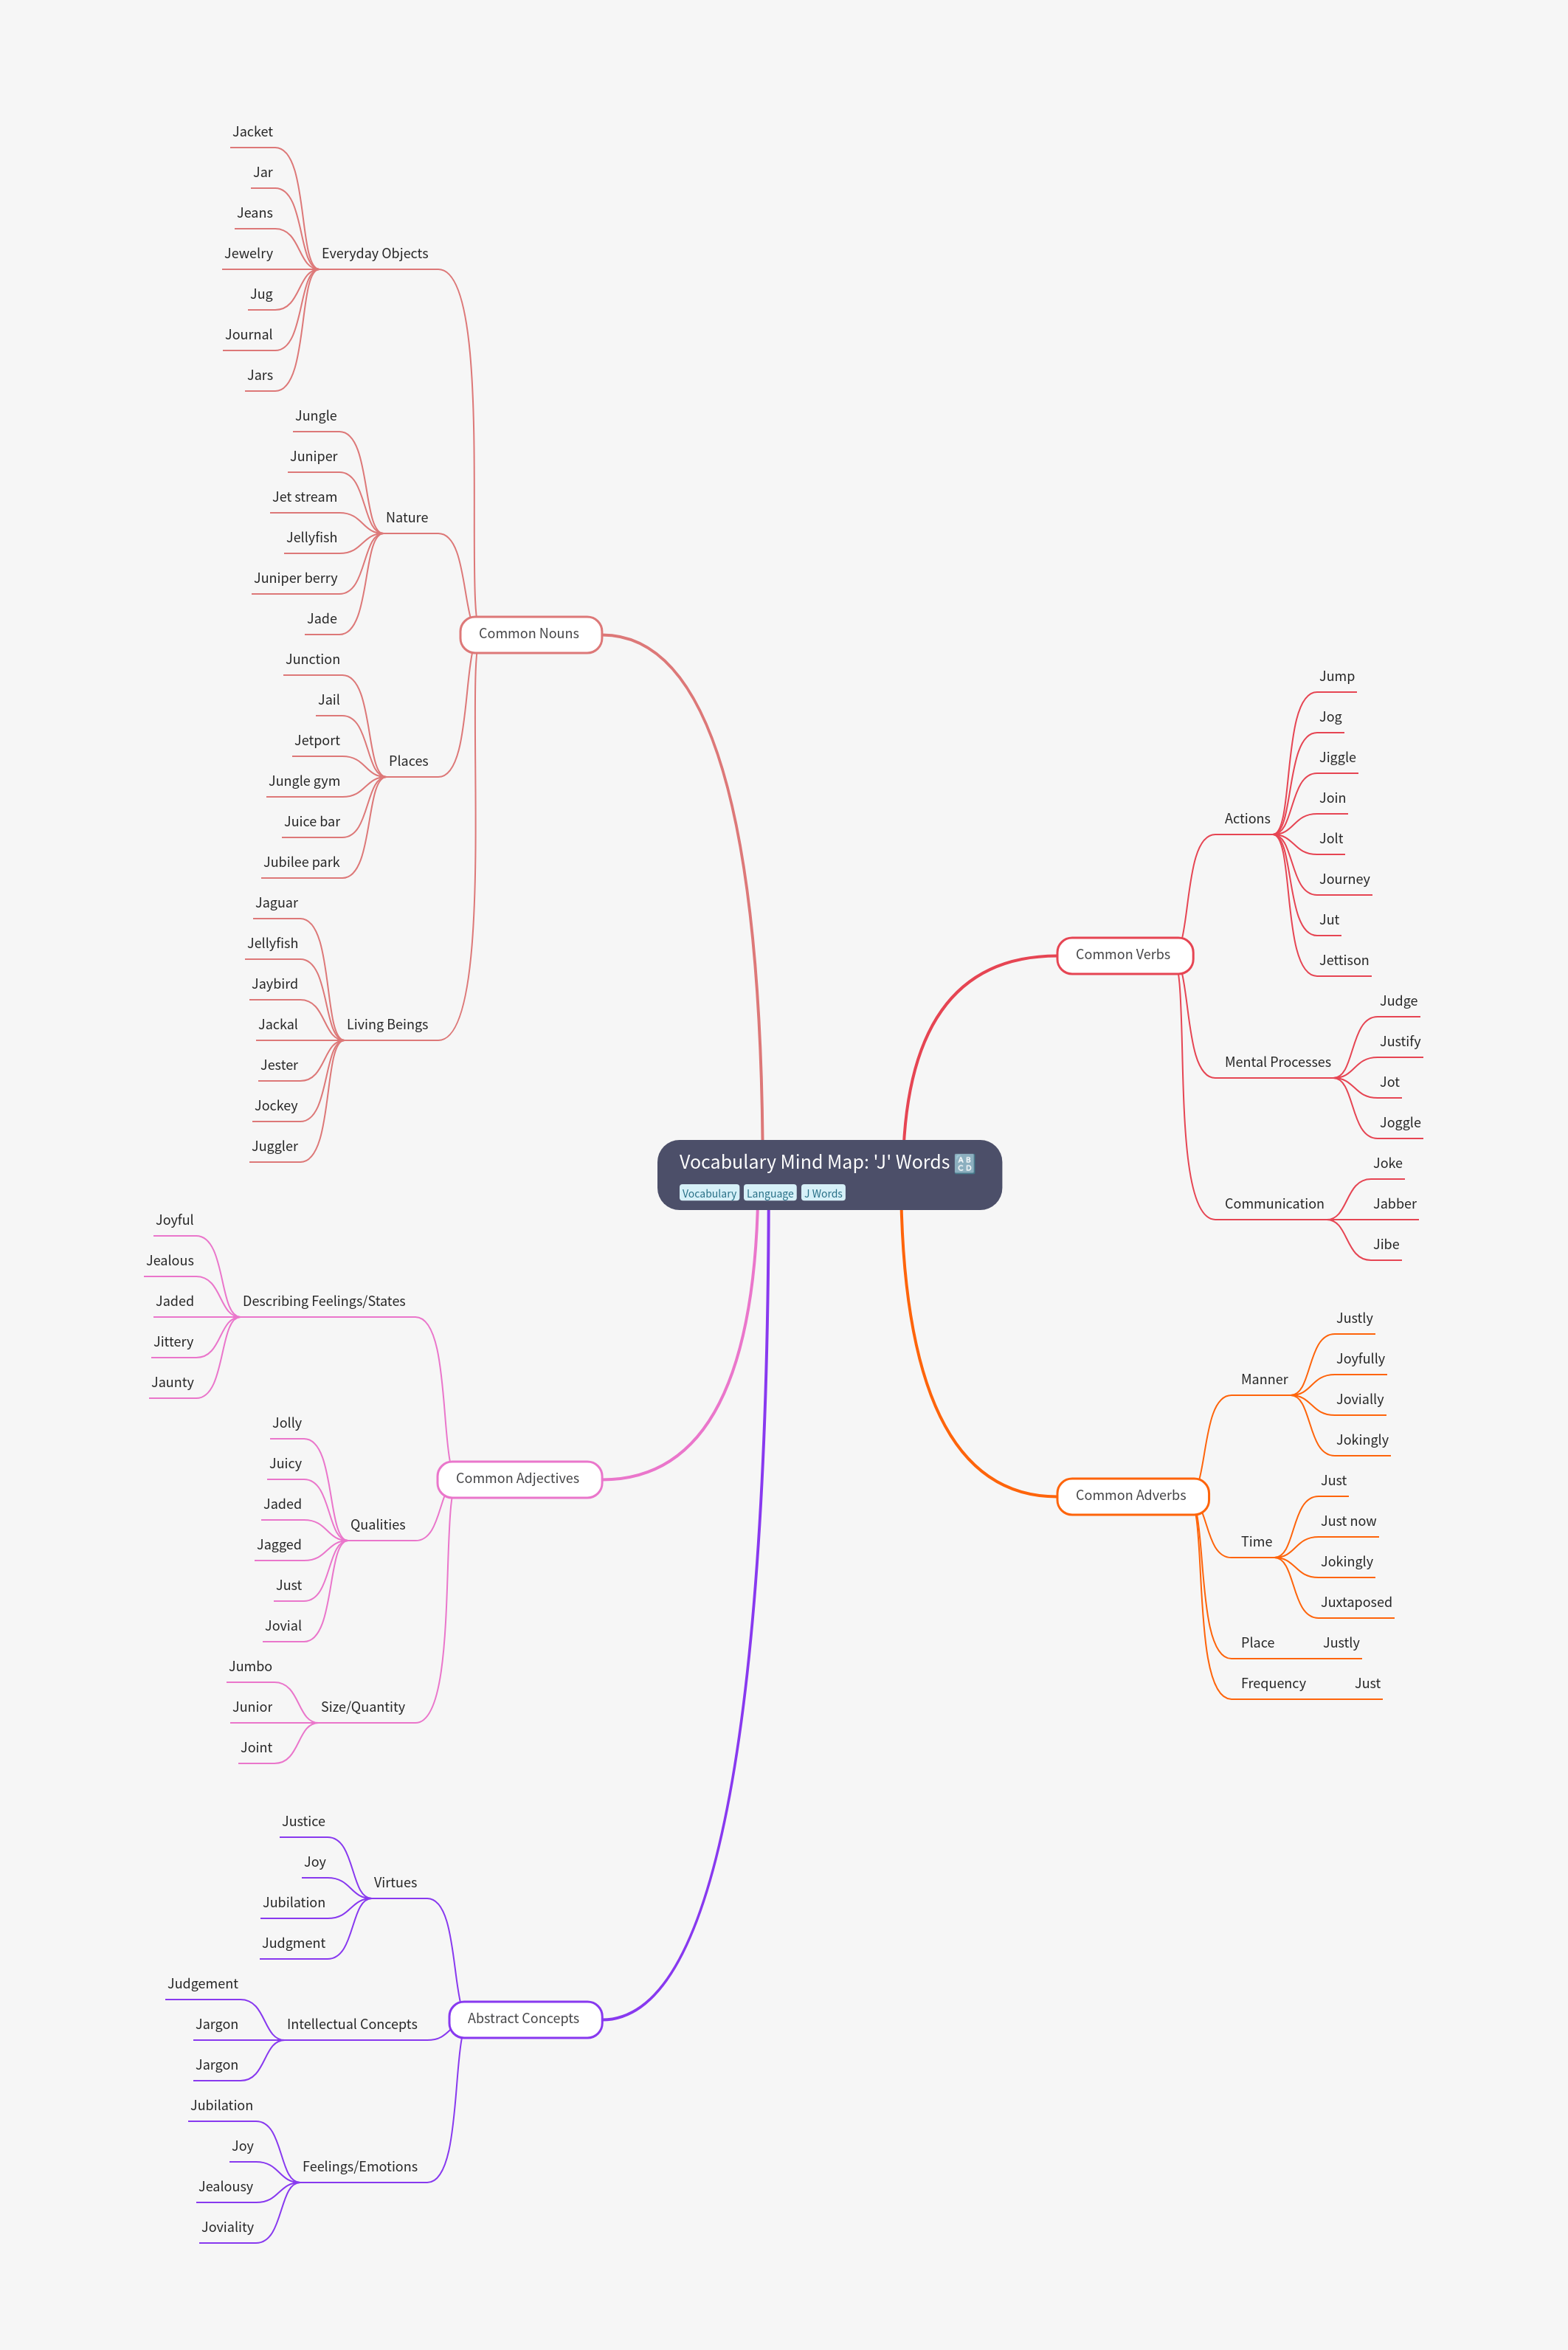 Vocabulary Mind Map: 'J' Words 🔠
Vocabulary Language J Words
Common Nouns
Everyday Objects
Jacket
Jar
Jeans
Jewelry
Jug
Journal
Jars
Nature
Jungle
Juniper
Jet stream
Jellyfish
Juniper berry
Jade
Places
Junction
Jail
Jetport
Jungle gym
Juice bar
Jubilee park
Living Beings
Jaguar
Jellyfish
Jaybird
Jackal
Jester
Jockey
Juggler
Common Verbs
Actions
Jump
Jog
Jiggle
Join
Jolt
Journey
Jut
Jettison
Mental Processes
Judge
Justify
Jot
Joggle
Communication
Joke
Jabber
Jibe
Common Adjectives
Describing Feelings/States
Joyful
Jealous
Jaded
Jittery
Jaunty
Qualities
Jolly
Juicy
Jaded
Jagged
Just
Jovial
Size/Quantity
Jumbo
Junior
Joint
Common Adverbs
Manner
Justly
Joyfully
Jovially
Jokingly
Time
Just
Just now
Jokingly
Juxtaposed
Place
Justly
Frequency
Just
Abstract Concepts
Virtues
Justice
Joy
Jubilation
Judgment
Intellectual Concepts
Judgement
Jargon
Jargon
Feelings/Emotions
Jubilation
Joy
Jealousy
Joviality